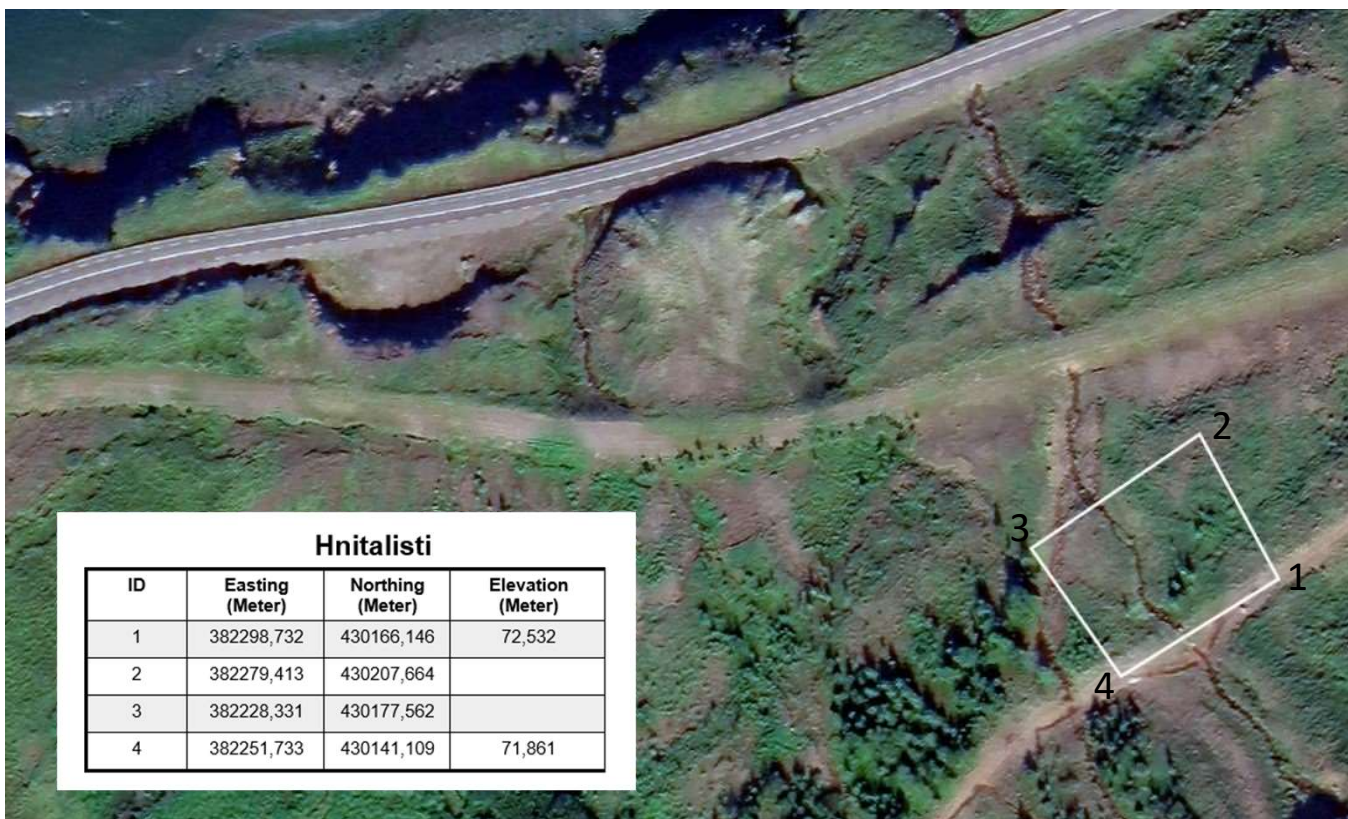 2
3
1
4
Hnitalisti
ID Easting (Meter) Northing (Meter) Elevation (Meter)
1 382298,732 430166,146 72,532
2 382279,413 430207,664
3 382228,331 430177,562
4 382251,733 430141,109 71,861